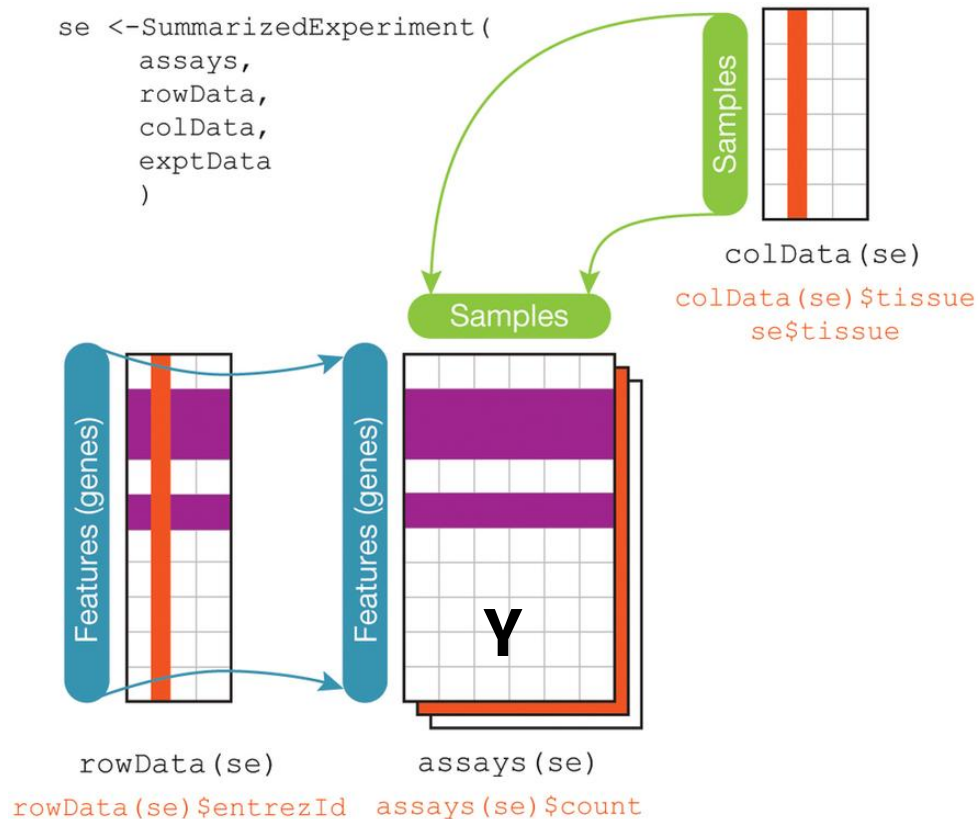 se <-SummarizedExperiment(
assays,
rowData,
colData,
exptData
)
Samples
colData(se)
colData(se)$tissue
se$tissue
Samples
Features (genes)
Features (genes)
Y
rowData(se)
assays(se)
rowData(se)$entrezId
assays(se)$count